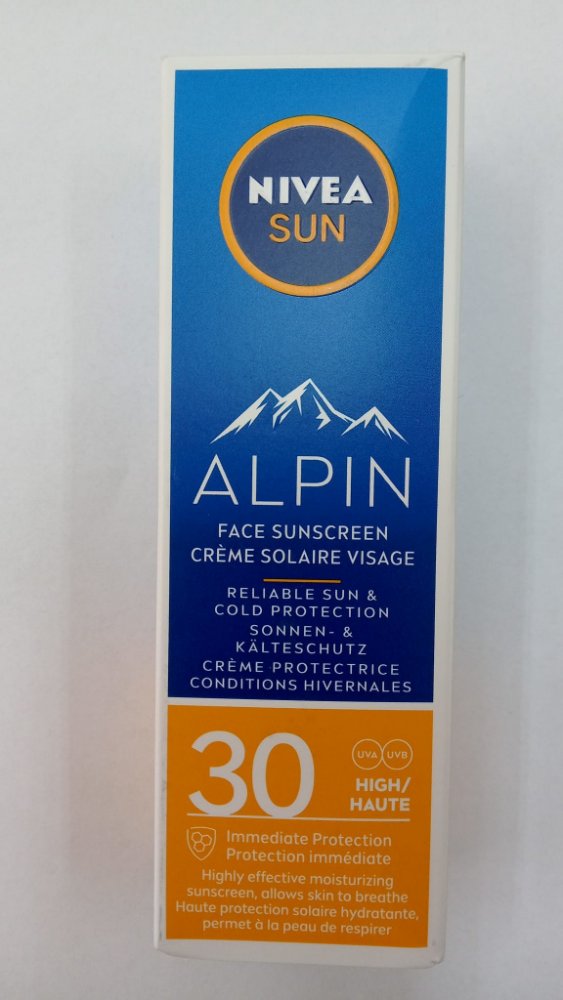 NIVEA
SUN
ALPIN
FACE SUNSCREEN
CRÈME SOLAIRE VISAGE
RELIABLE SUN &
COLD PROTECTION
SONNEN- &
KÄLTESCHUTZ
CRÈME PROTECTRICE
CONDITIONS HIVERNALES
30
UVA UVB
HIGH/
HAUTE
Immediate Protection
Protection immédiate
Highly effective moisturizing
sunscreen, allows skin to breathe
Haute protection solaire hydratante,
permet à la peau de respirer